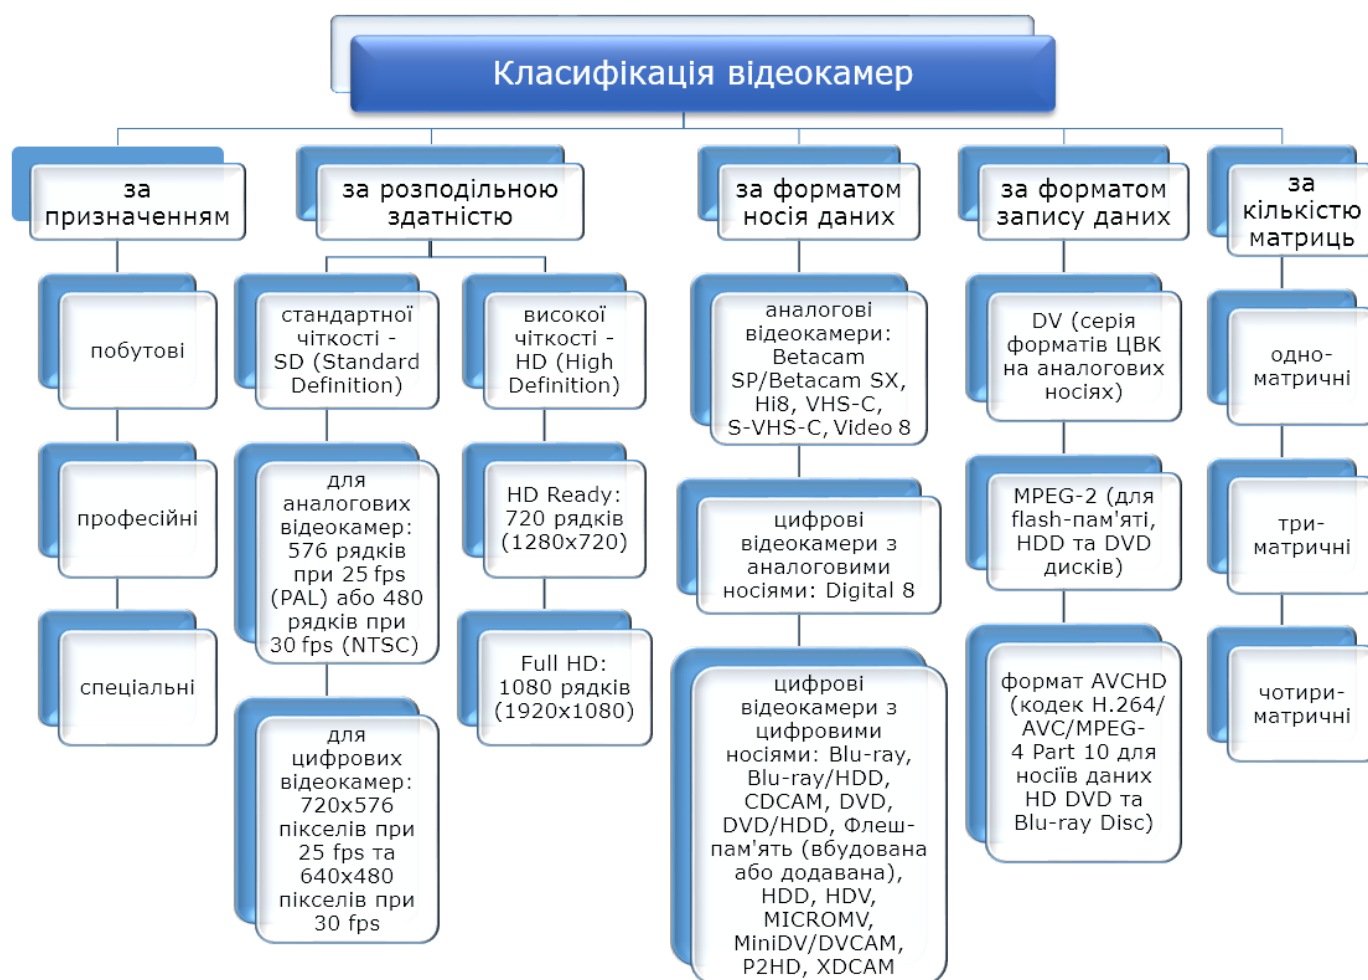 Класифікація відеокамер
за
призначенням
побутові
професійні
спеціальні
за розподільною
здатністю
стандартної
чіткості -
SD (Standard
Definition)
для
аналогових
відеокамер:
576 рядків
при 25 fps
(PAL) або 480
рядків при
30 fps (NTSC)
для
цифрових
відеокамер:
720x576
пікселів при
25 fps та
640x480
пікселів при
30 fps
високої
чіткості -
HD (High
Definition)
HD Ready:
720 рядків
(1280x720)
Full HD:
1080 рядків
(1920x1080)
за форматом
носія даних
аналогові
відеокамери:
Betacam
SP/Betacam SX,
Hi8, VHS-C,
S-VHS-C, Video 8
цифрові
відеокамери з
аналоговими
носіями: Digital 8
цифрові
відеокамери з
цифровими
носіями: Blu-ray,
Blu-ray/HDD,
CDCAM, DVD,
DVD/HDD, Флеш-
пам'ять (вбудована
або додавана),
HDD, HDV,
MICROMV,
MiniDV/DVCAM,
P2HD, XDCAM
за форматом
запису даних
DV (серія
форматів ЦВК
на аналогових
носіях)
MPEG-2 (для
flash-пам'яті,
HDD та DVD
дисків)
формат AVCHD
(кодек H.264/
AVC/MPEG-
4 Part 10 для
носіїв даних
HD DVD та
Blu-ray Disc)
за
кількістю
матриць
одно-
матричні
три-
матричні
чотири-
матричні